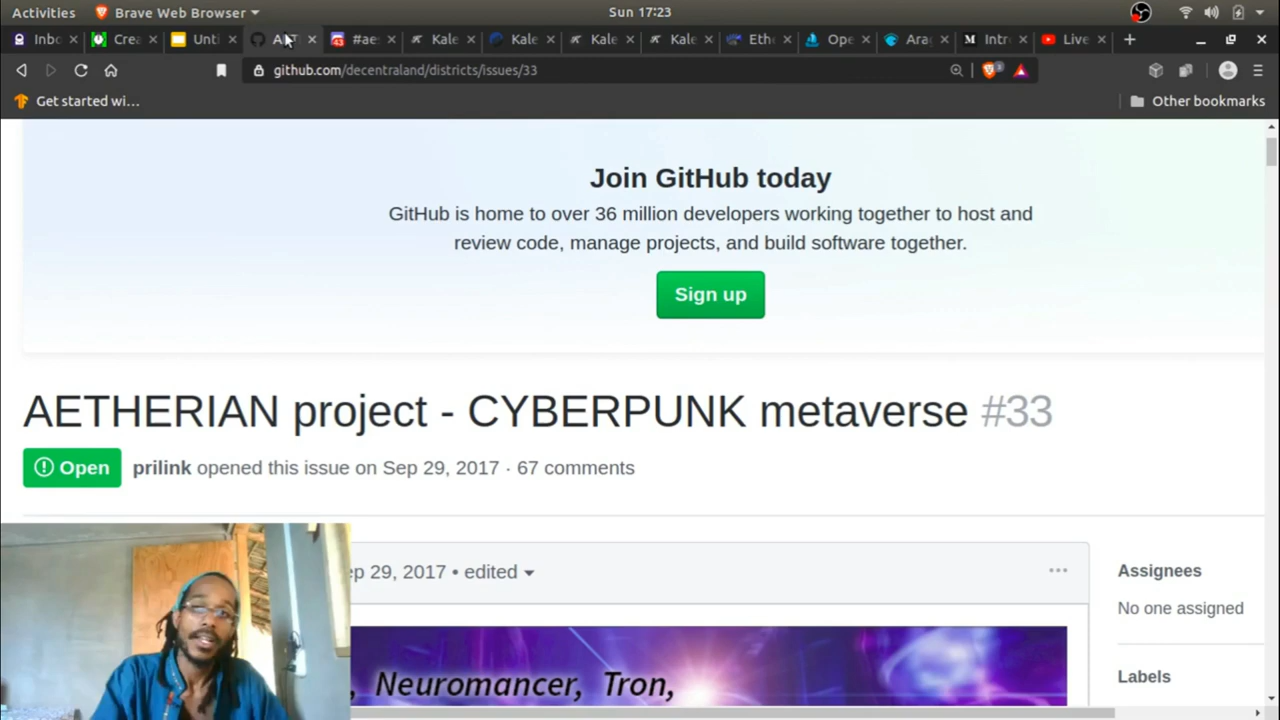 Activities Brave Web Browser Sun 17:23
Inbo Crea Unti #ae Kale Kale Kale Kale Eth Ope Arag Intr Live
github.com/decentraland/districts/issues/33
Get started wi... Other bookmarks
Join GitHub today
GitHub is home to over 36 million developers working together to host and
review code, manage projects, and build software together.
Sign up
AETHERIAN project - CYBERPUNK metaverse #33
Open prilink opened this issue on Sep 29, 2017 · 67 comments
ep 29, 2017 • edited
Assignees
No one assigned
Labels
, Neuromancer, Tron,